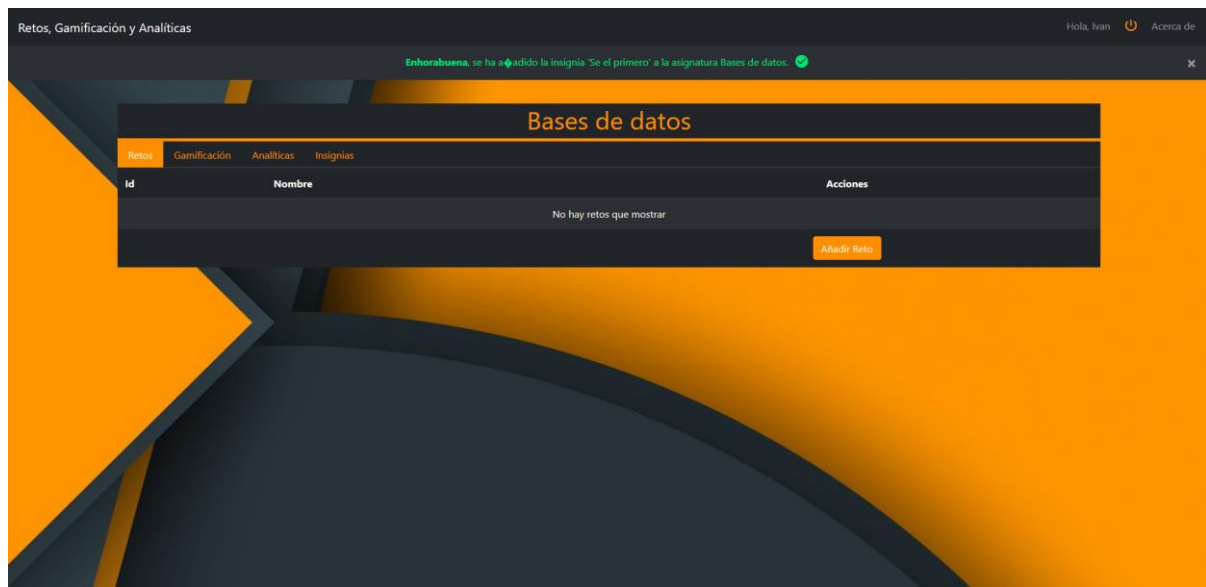 Retos, Gamificación y Analíticas
Hola, Ivan Acerca de
Enhorabuena, se ha a�adido la insignia 'Se el primero' a la asignatura Bases de datos.
Bases de datos
Retos Gamificación Analíticas Insignias
Id Nombre Acciones
No hay retos que mostrar
Añadir Reto